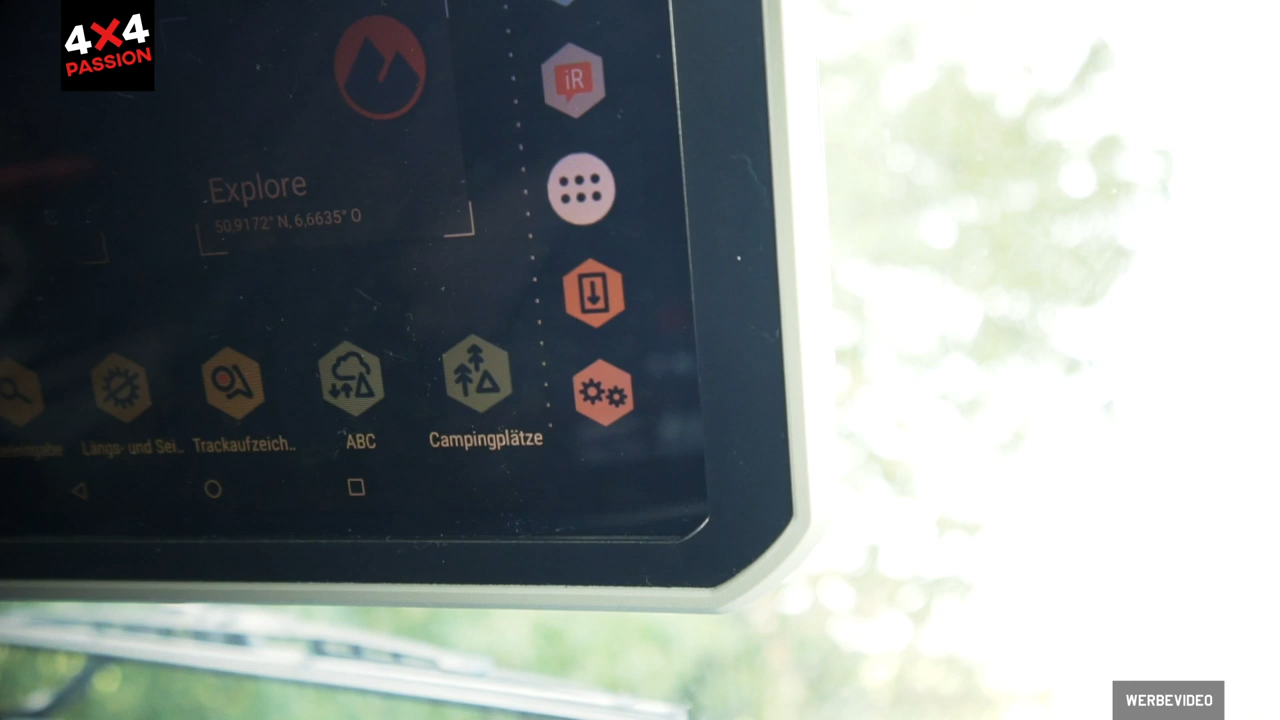 4X4
PASSION
iR
Explore
50,9172° N, 6,6635° O
Längs- und Sei..
Trackaufzeich..
ABC
Campingplätze
WERBEVIDEO